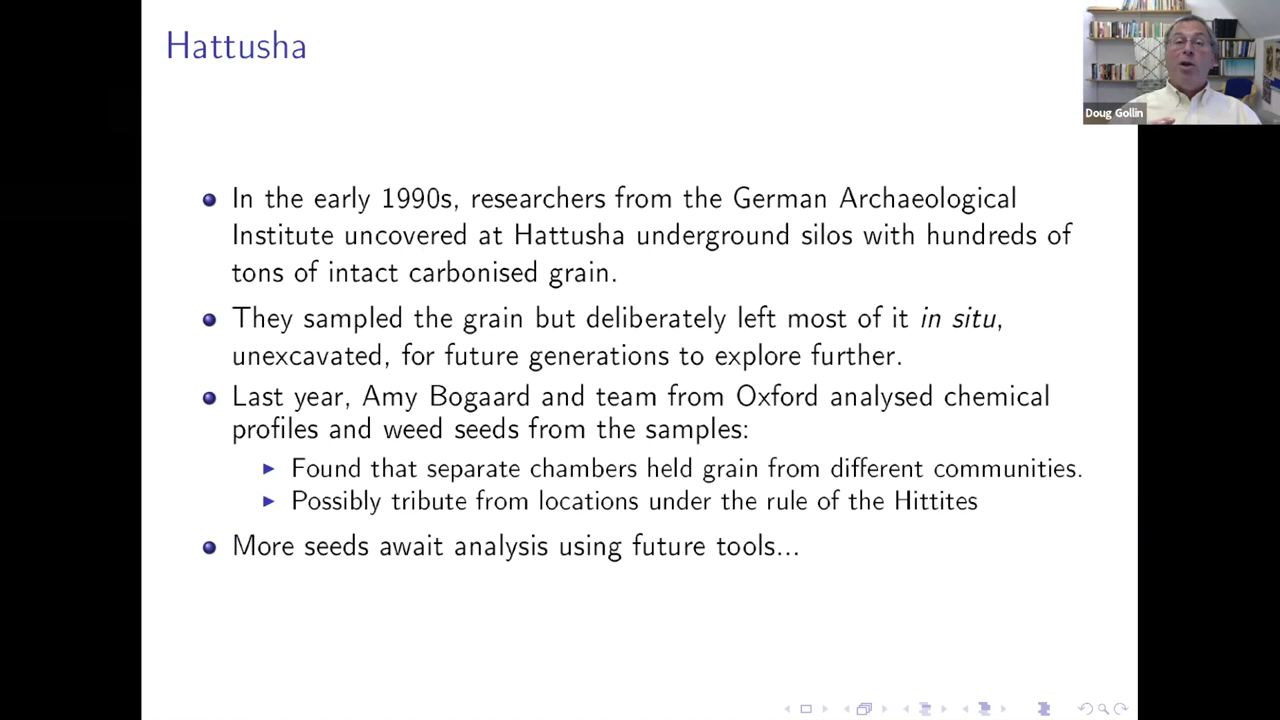 Hattusha
Doug Gollin
In the early 1990s, researchers from the German Archaeological
Institute uncovered at Hattusha underground silos with hundreds of
tons of intact carbonised grain.
They sampled the grain but deliberately left most of it in situ,
unexcavated, for future generations to explore further.
Last year, Amy Bogaard and team from Oxford analysed chemical
profiles and weed seeds from the samples:
Found that separate chambers held grain from different communities.
Possibly tribute from locations under the rule of the Hittites
More seeds await analysis using future tools...